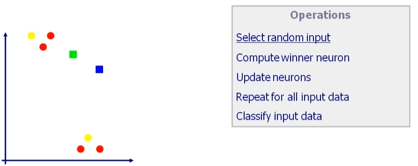 Operations
Select random input
Compute winner neuron
Update neurons
Repeat for all input data
Classify input data